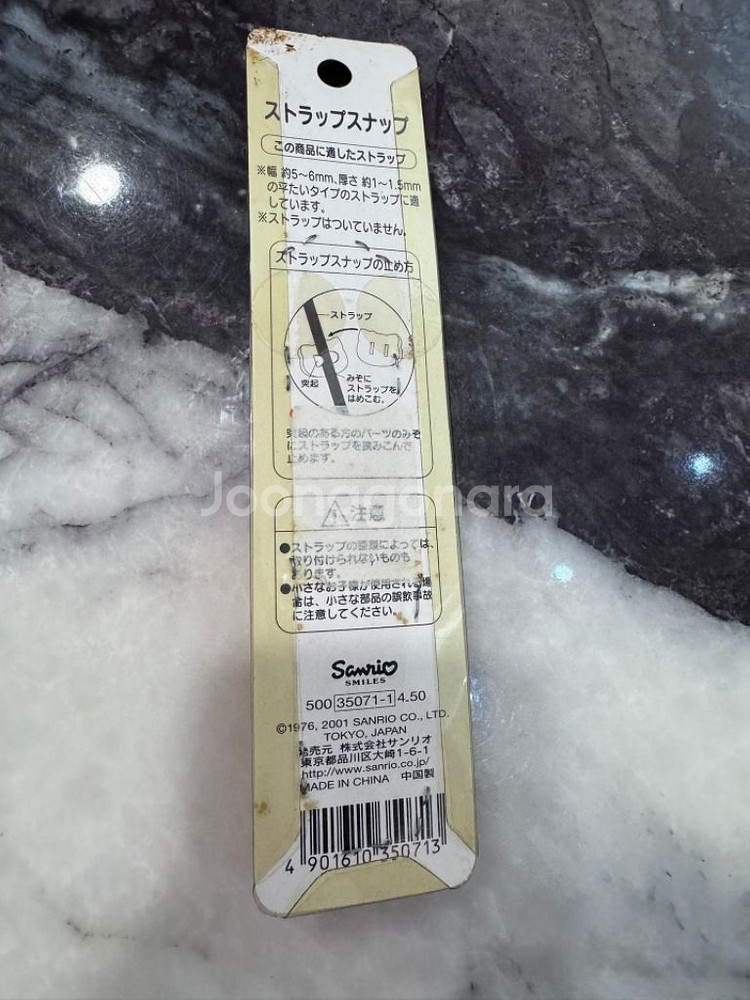 ストラップスナップ
この商品に適したストラップ
※幅 約5～6mm、厚さ 約1～1.5mm
の平たいタイプのストラップに適
しています。
※ストラップはついていません。
ストラップスナップの止め方
ストラップ
突起
みぞに
ストラップを
はめこむ。
突起のある方のパーツのみぞ
にストラップを挟みこんで
止めます。
Joonggonara
注意
●ストラップの種類によっては、
取り付けられないものも
あります。
●小さなお子様が使用される場
合は、小さな部品の誤飲事故
に注意してください。
Sanrio
SMILES
500 35071-1 4.50
©1976, 2001 SANRIO CO., LTD.
TOKYO, JAPAN
発売元 株式会社サンリオ
東京都品川区大崎1-6-1
http://www.sanrio.co.jp/
MADE IN CHINA 中国製
4 901610 350713